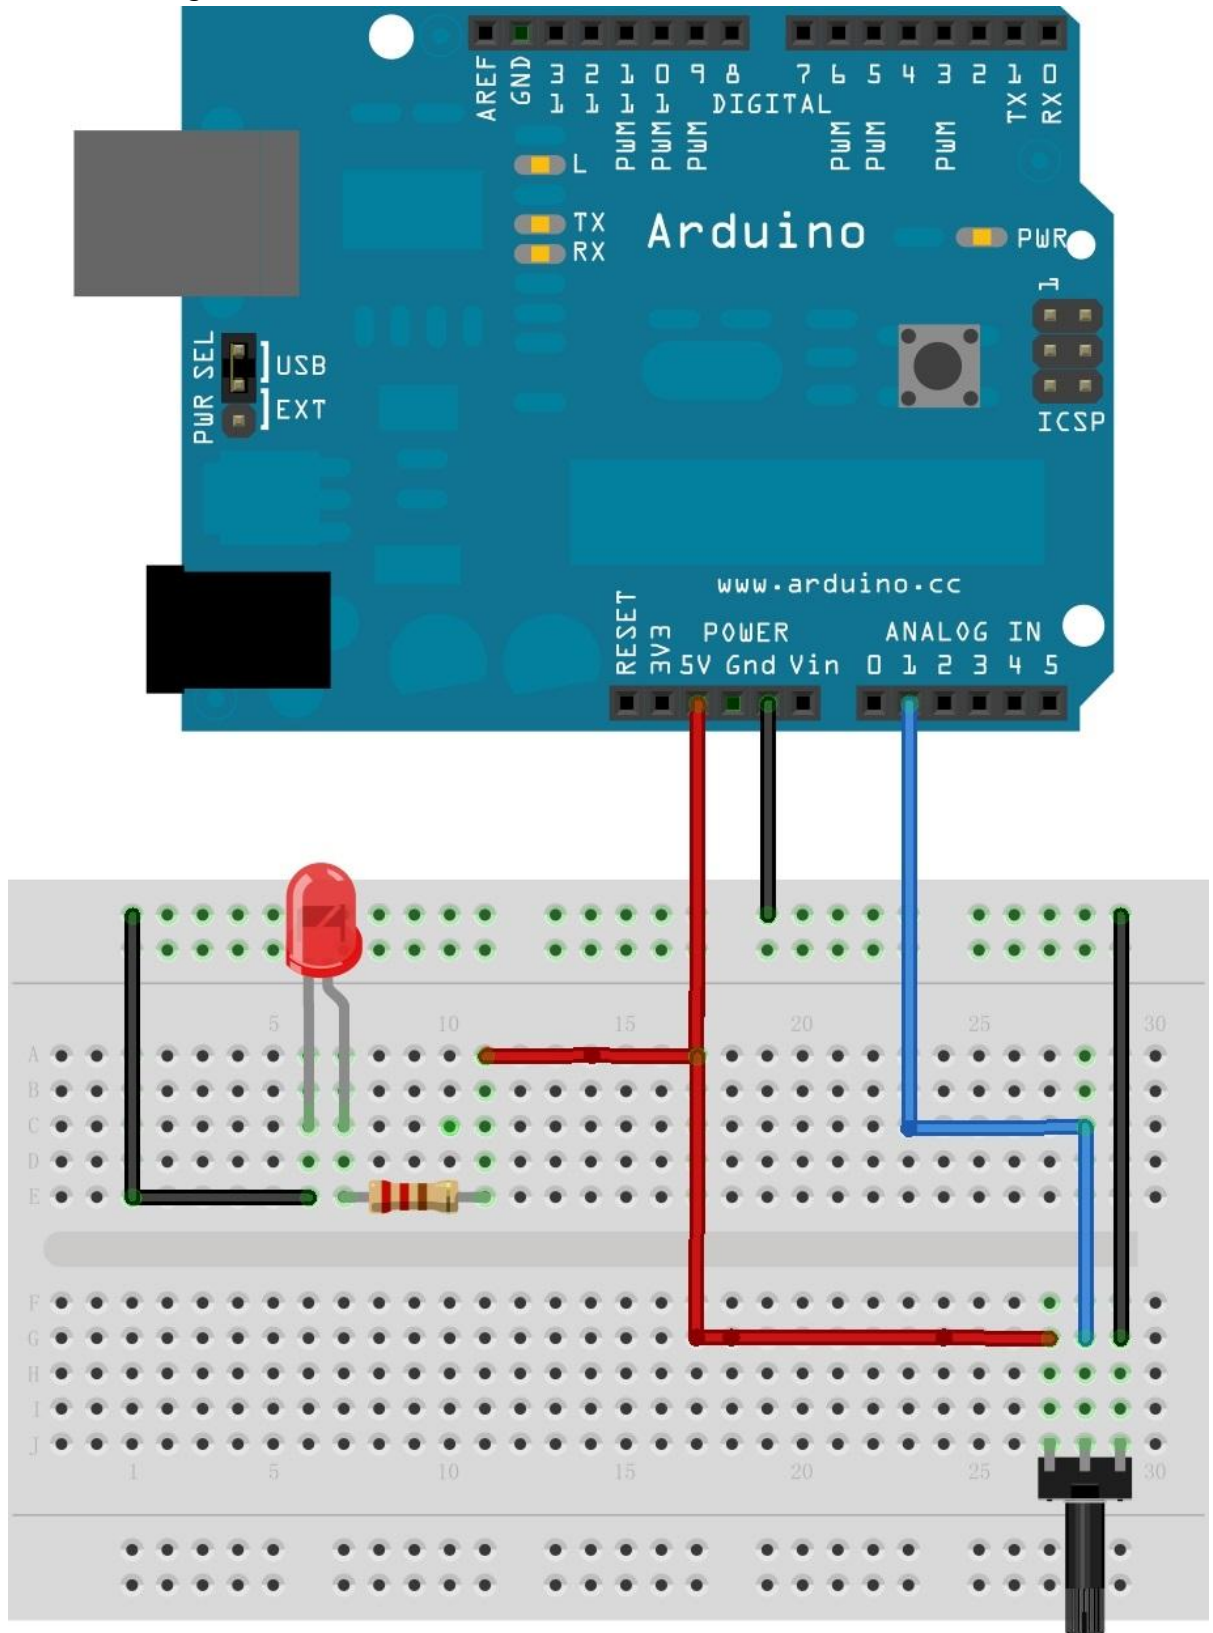 AREF GND 13 12 11 10 9 8 7 6 5 4 3 2 TX 1 RX 0
DIGITAL
PWM PWM PWM PWM PWM PWM
L
TX
RX
Arduino
PWR
1
PWR SEL
USB
EXT
ICSP
www.arduino.cc
POWER
ANALOG IN
RESET 3V3 5V Gnd Vin 0 1 2 3 4 5
5 10 15 20 25 30
A
B
C
D
E
F
G
H
I
J
1 5 10 15 20 25 30